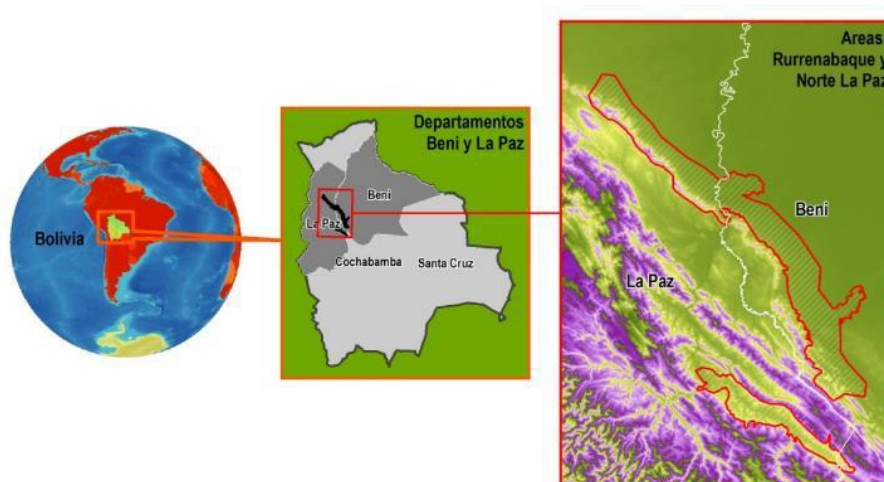 Bolivia
Departamentos
Beni y La Paz
Beni
La Paz
Cochabamba
Santa Cruz
Areas
Rurrenabaque y
Norte La Paz
Beni
La Paz